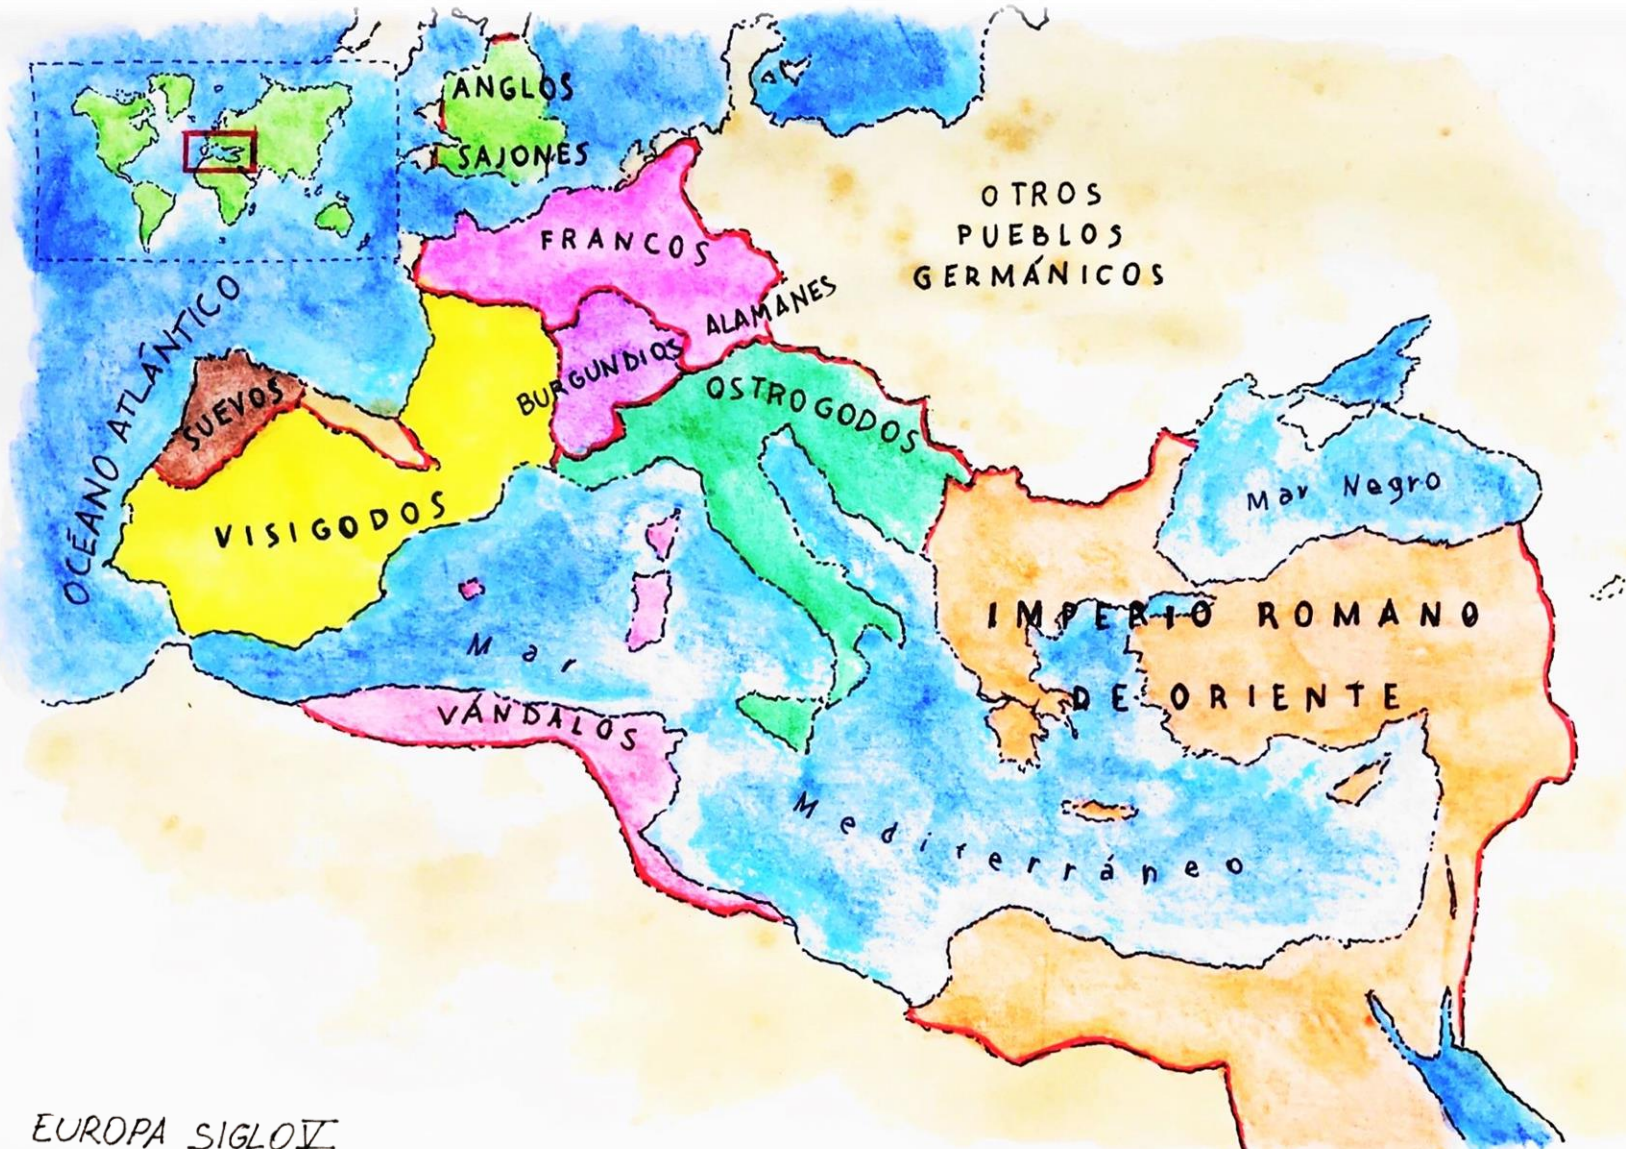 ANGLOS
SAJONES
OTROS
PUEBLOS
GERMÁNICOS
FRANCOS
ALAMANES
BURGUNDIOS
OCÉANO ATLÁNTICO
SUEVOS
OSTROGODOS
VISIGODOS
Mar Negro
IMPERIO ROMANO
DE ORIENTE
VÁNDALOS
Mar
Mediterráneo
EUROPA SIGLO V